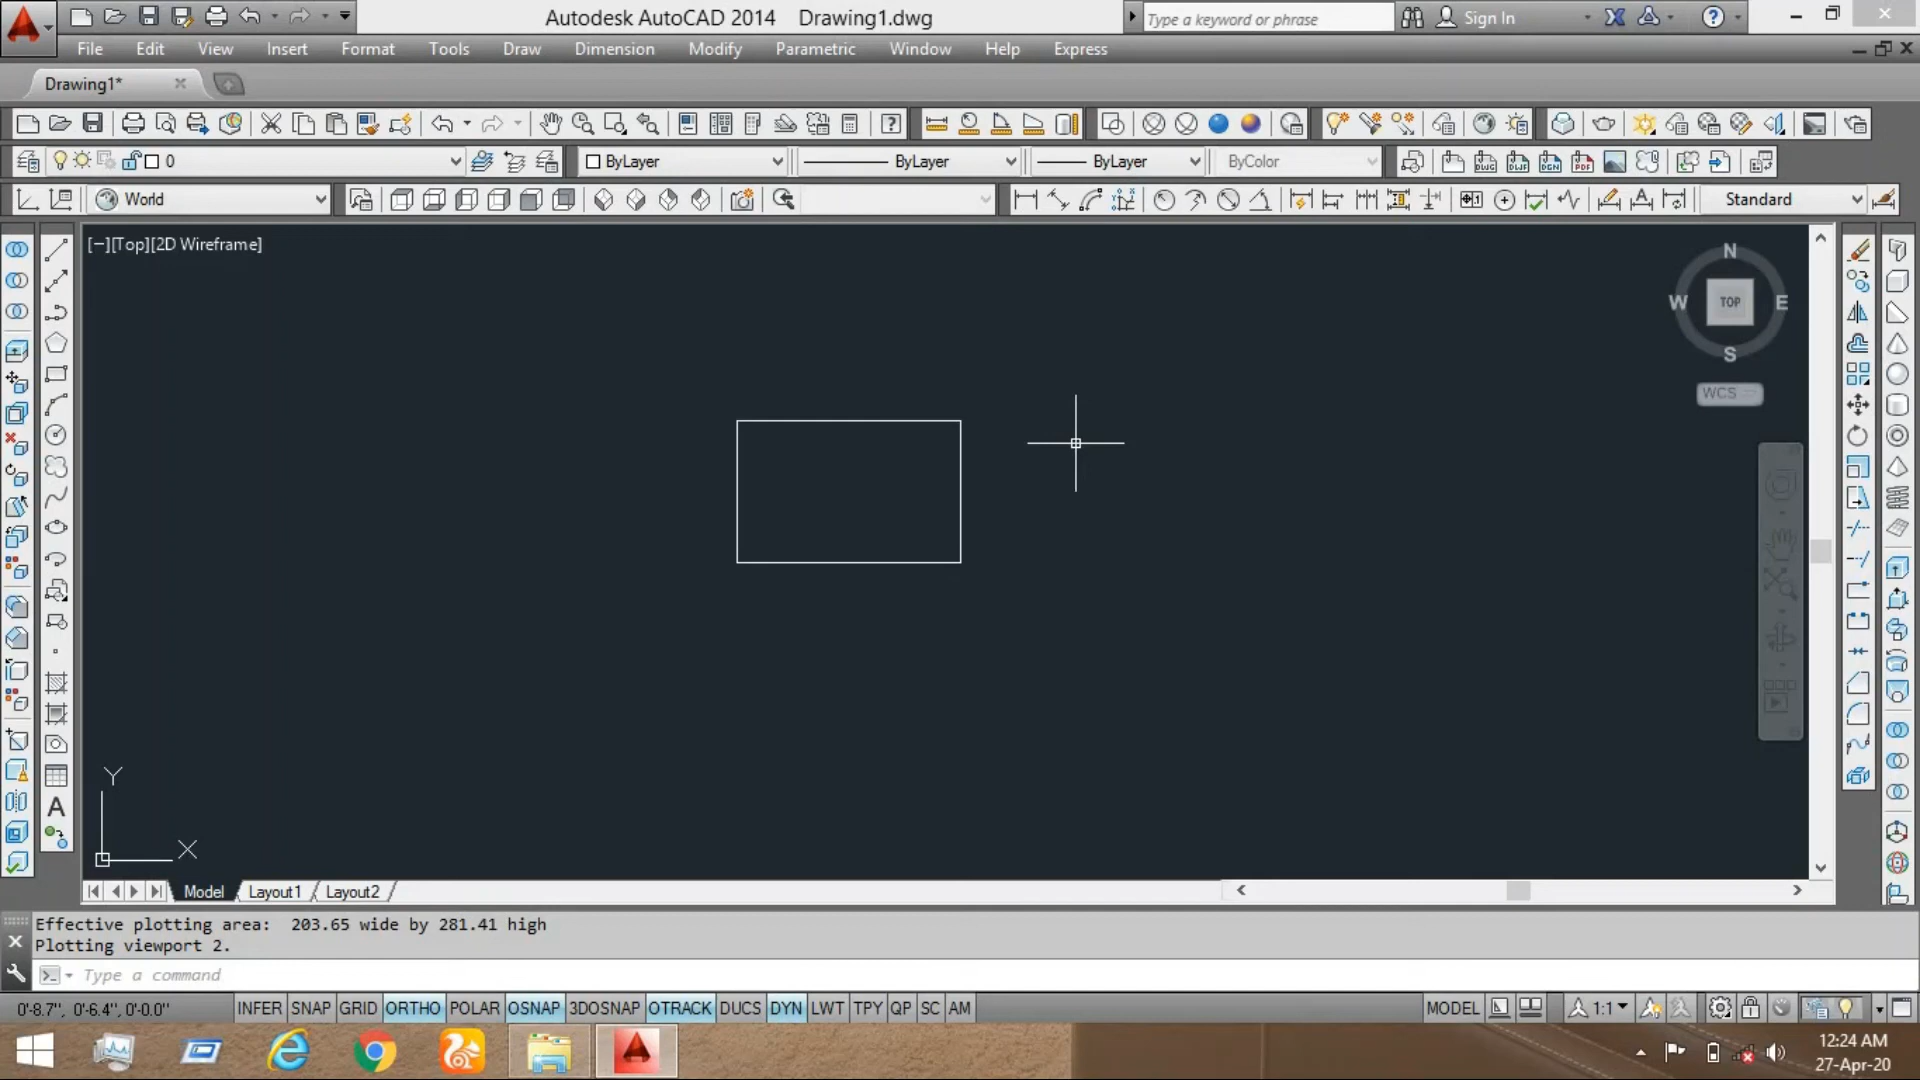 Autodesk AutoCAD 2014 Drawing1.dwg
Type a keyword or phrase
Sign In
File Edit View Insert Format Tools Draw Dimension Modify Parametric Window Help Express
Drawing1*
0 ByLayer ByLayer ByLayer ByColor
DWG DWF DGN PDF
World Standard
[−][Top][2D Wireframe]
N
W TOP E
S
WCS
A
Y
X
Model Layout1 Layout2
Effective plotting area:  203.65 wide by 281.41 high
Plotting viewport 2.
Type a command
0'-8.7", 0'-6.4", 0'-0.0" INFER SNAP GRID ORTHO POLAR OSNAP 3DOSNAP OTRACK DUCS DYN LWT TPY QP SC AM MODEL 1:1
12:24 AM
27-Apr-20